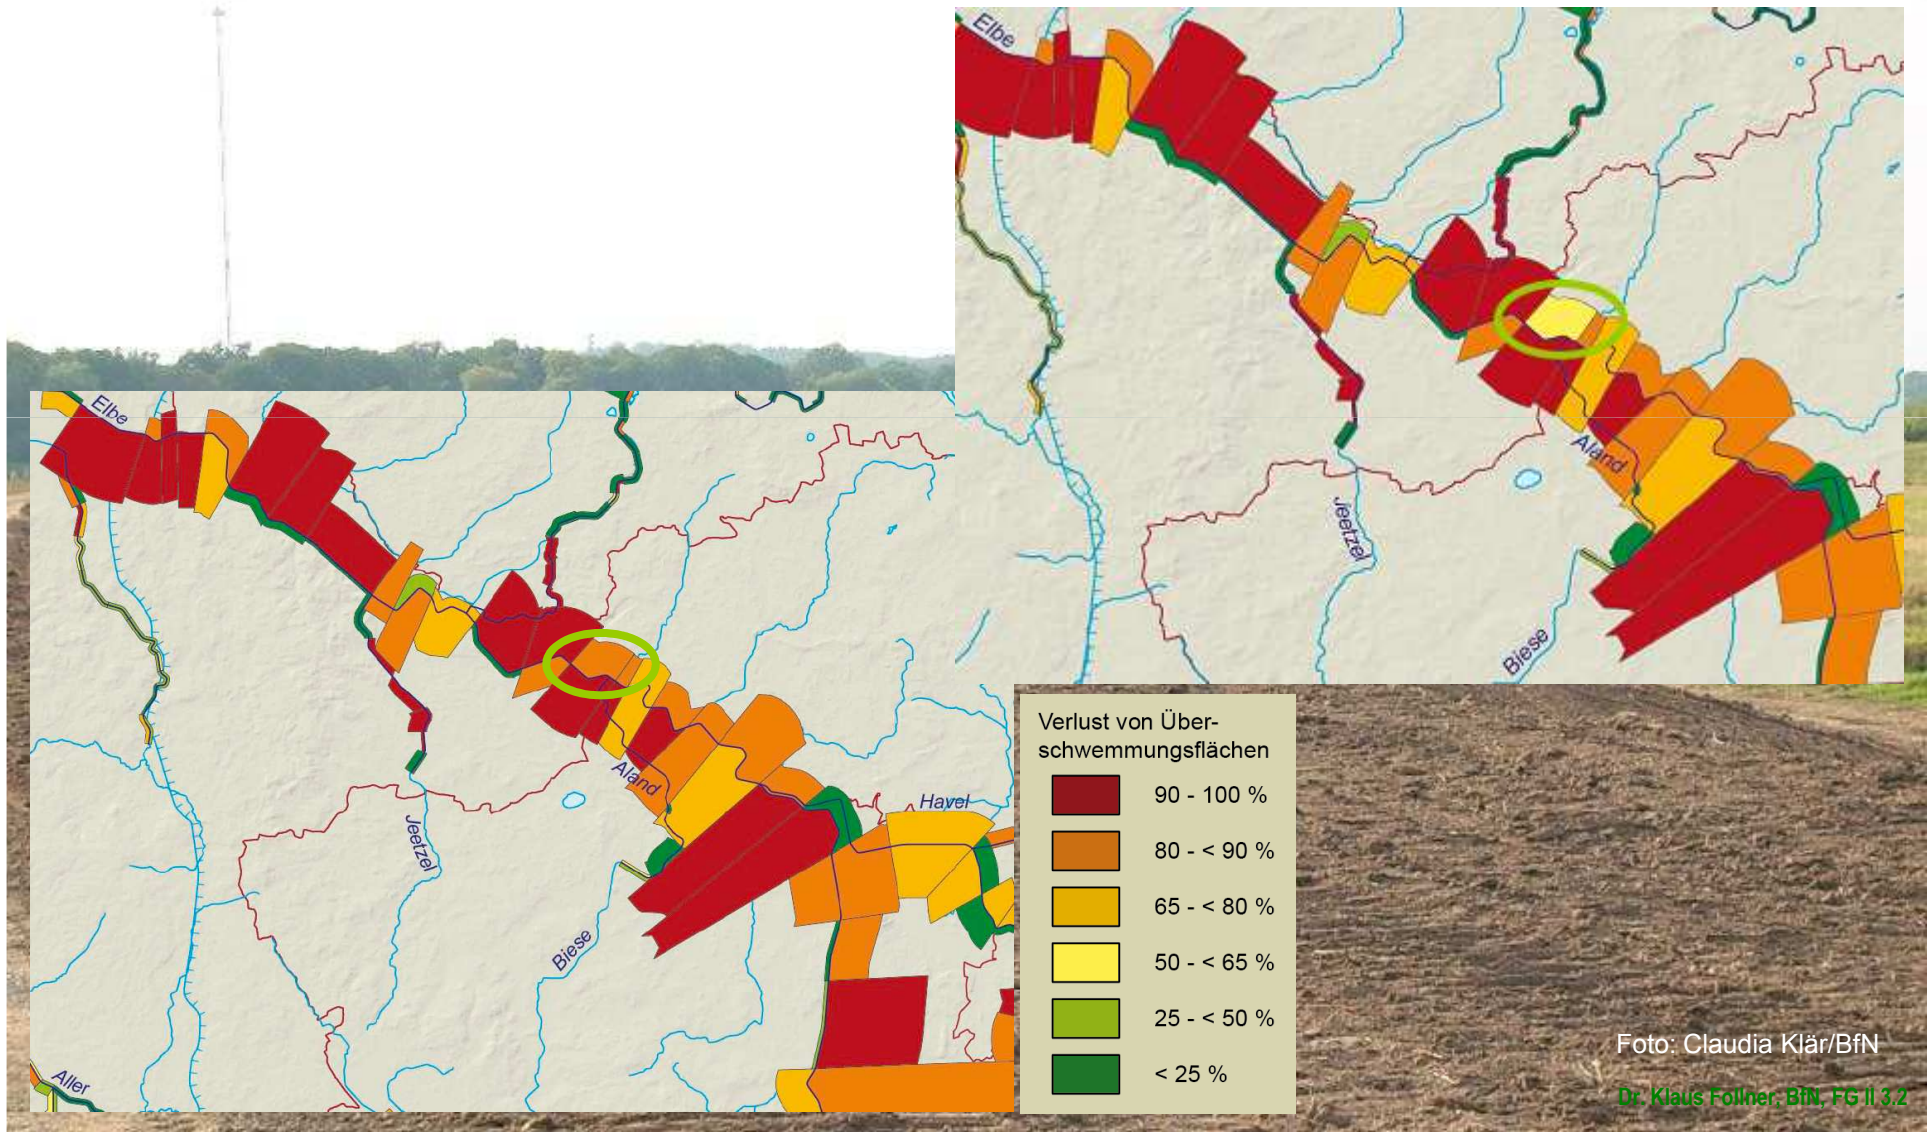 Elbe
Aland
Jeetzel
Biese
Elbe
Aland
Havel
Jeetzel
Biese
Aller
Verlust von Über-
schwemmungsflächen
90 - 100 %
80 - < 90 %
65 - < 80 %
50 - < 65 %
25 - < 50 %
< 25 %
Foto: Claudia Klär/BfN
Dr. Klaus Follner, BfN, FG II 3.2